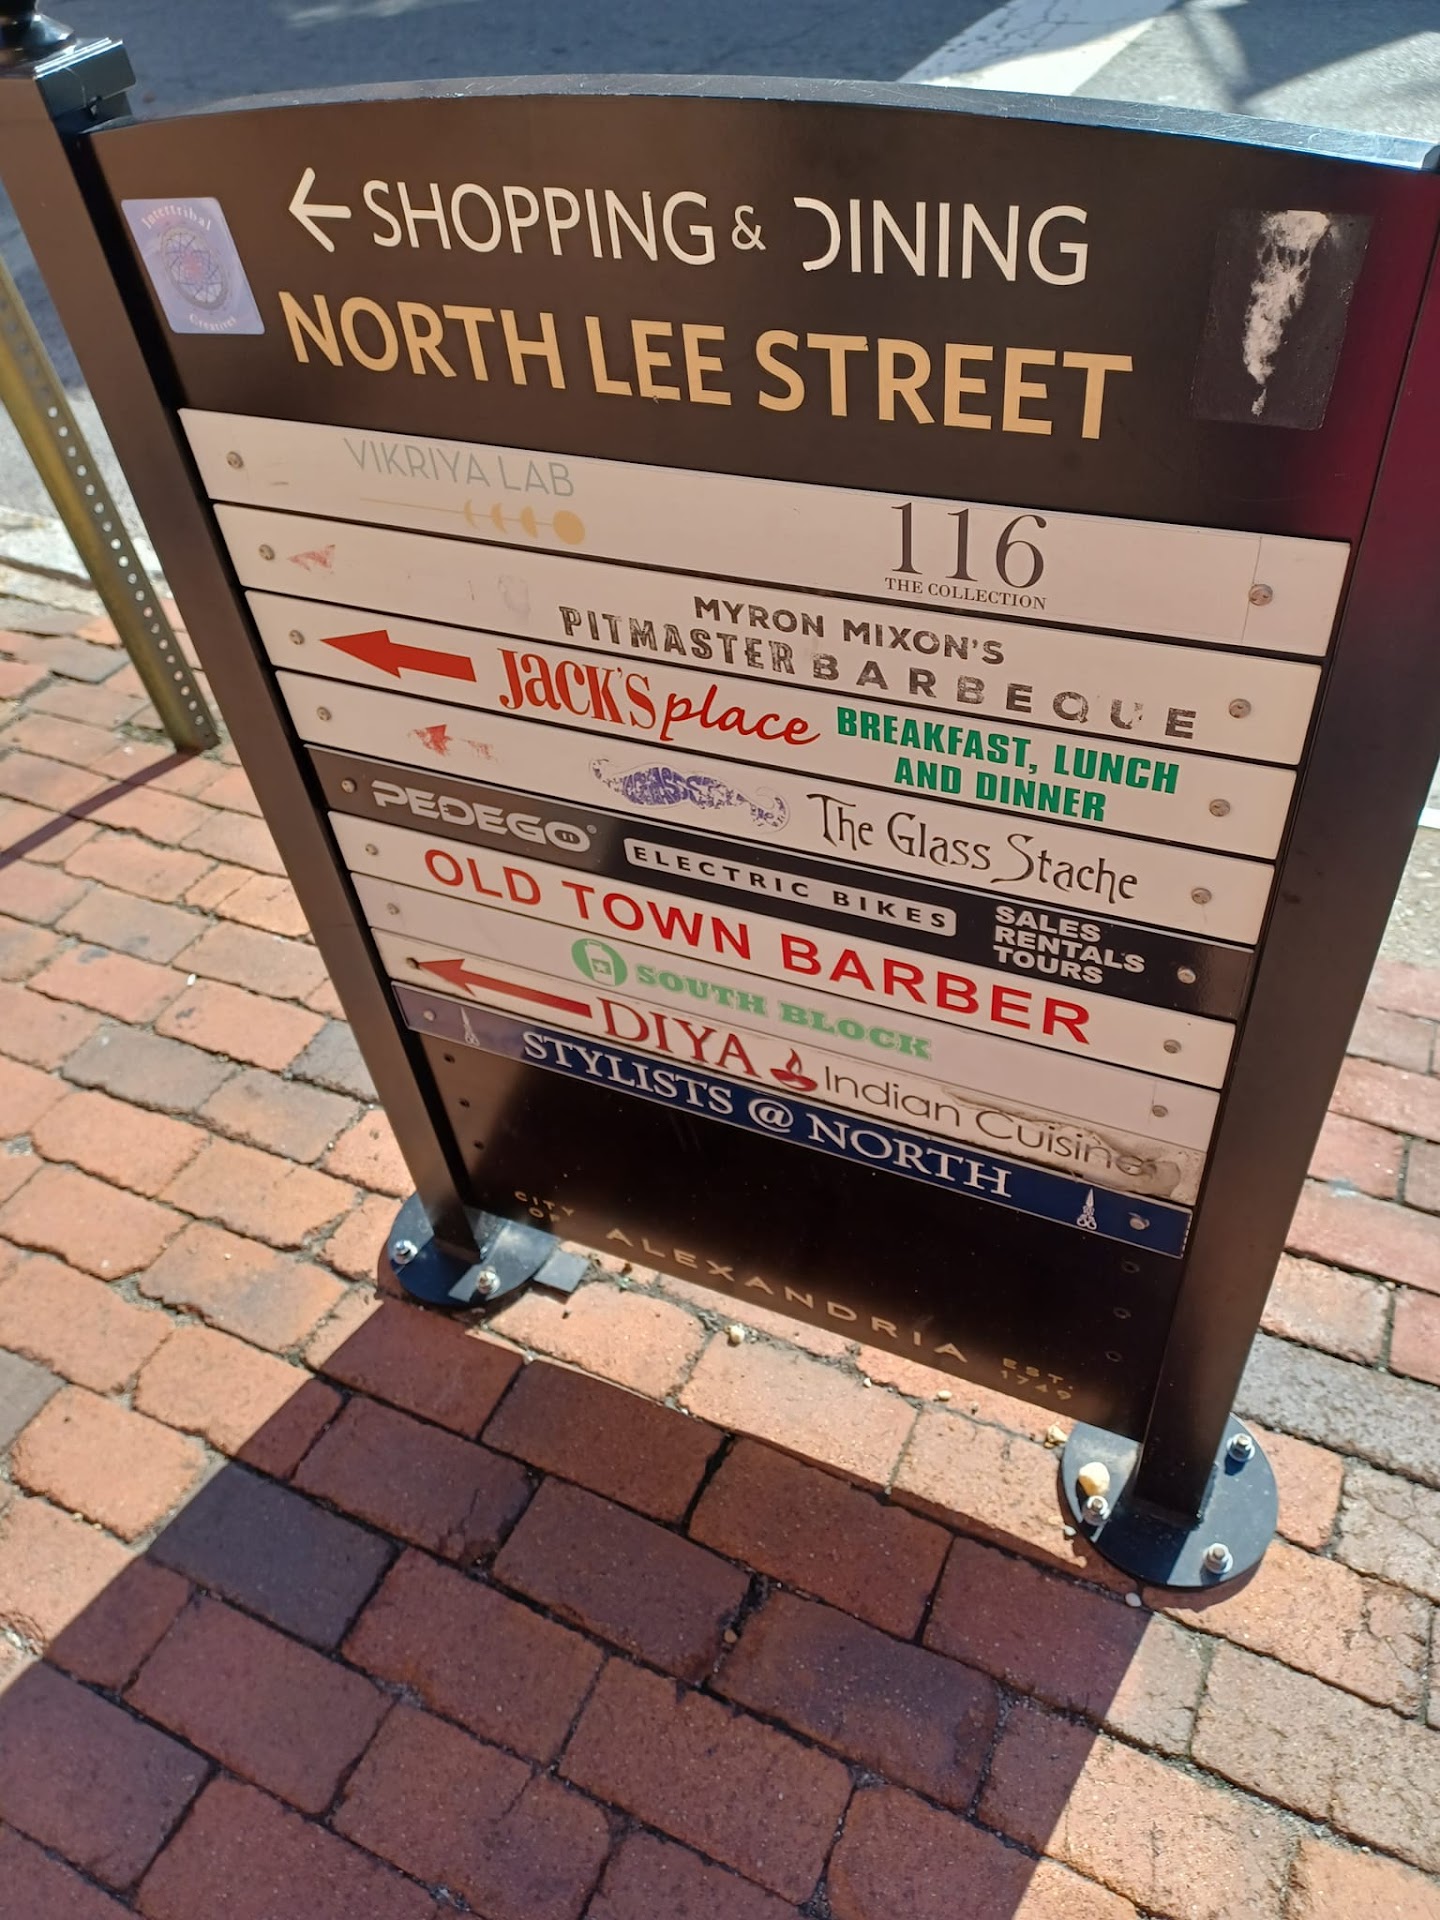 Intertribal
Creatives
← SHOPPING & DINING
NORTH LEE STREET
VIKRIYA LAB
116
THE COLLECTION
MYRON MIXON'S
PITMASTER BARBEQUE
Jack's place BREAKFAST, LUNCH
AND DINNER
The Glass Stache
PEDEGO®
ELECTRIC BIKES
SALES
RENTALS
TOURS
OLD TOWN BARBER
SOUTH BLOCK
DIYA Indian Cuisine
STYLISTS @ NORTH
CITY
OF
ALEXANDRIA
EST.
1749